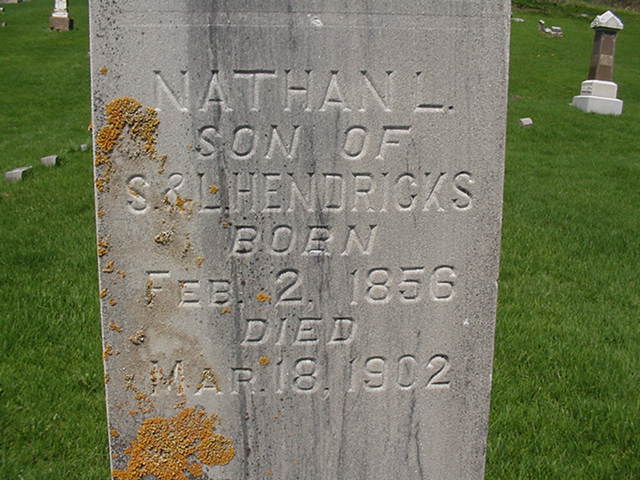 NATHAN L.
SON OF
S & L HENDRICKS
BORN
FEB. 2, 1856
DIED
MAR. 18, 1902